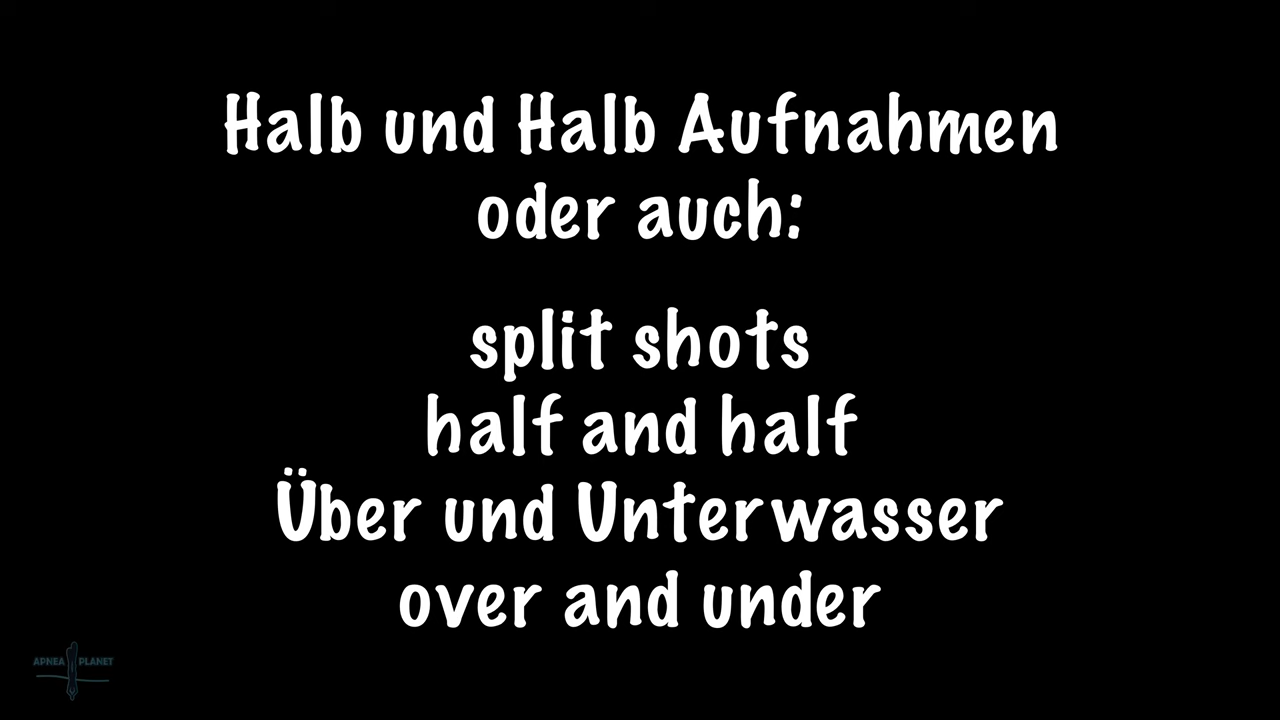 Halb und Halb Aufnahmen
oder auch:
split shots
half and half
Über und Unterwasser
over and under
APNEA PLANET